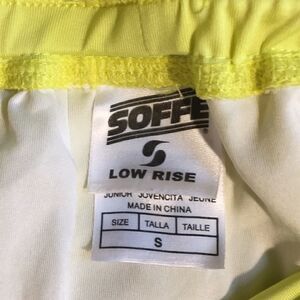 SOFFE
LOW RISE
JUNIOR JOVENCITA JEUNE
MADE IN CHINA
SIZE TALLA TAILLE
S